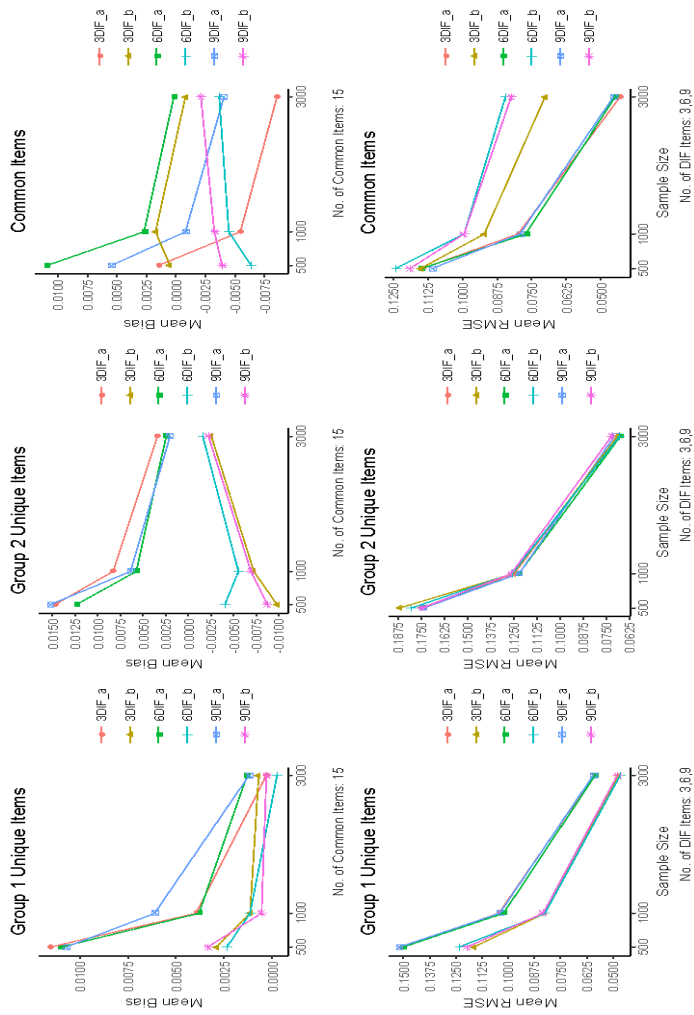 Group 1 Unique Items
Mean Bias
0.0100
0.0050
0.0025
0.0000
500
1000
3000
No. of Common Items: 15
3DIF_a
3DIF_b
6DIF_a
6DIF_b
9DIF_a
9DIF_b
Group 2 Unique Items
Mean Bias
0.0150
0.0125
0.0100
0.0075
0.0050
0.0025
0.0000
-0.0025
-0.0050
-0.0075
-0.0100
500
1000
3000
No. of Common Items: 15
3DIF_a
3DIF_b
6DIF_a
6DIF_b
9DIF_a
9DIF_b
Common Items
Mean Bias
0.0100
0.0075
0.0050
0.0025
0.0000
-0.0025
-0.0050
-0.0075
500
1000
3000
No. of Common Items: 15
3DIF_a
3DIF_b
6DIF_a
6DIF_b
9DIF_a
9DIF_b
Group 1 Unique Items
Mean RMSE
0.1500
0.1375
0.1250
0.1125
0.1000
0.0875
0.0750
0.0625
0.0500
500
1000
3000
Sample Size
No. of DIF Items: 3,6,9
3DIF_a
3DIF_b
6DIF_a
6DIF_b
9DIF_a
9DIF_b
Group 2 Unique Items
Mean RMSE
0.1875
0.1750
0.1625
0.1500
0.1375
0.1250
0.1125
0.1000
0.0875
0.0750
0.0625
500
1000
3000
Sample Size
No. of DIF Items: 3,6,9
3DIF_a
3DIF_b
6DIF_a
6DIF_b
9DIF_a
9DIF_b
Common Items
Mean RMSE
0.1250
0.1125
0.1000
0.0875
0.0750
0.0625
0.0500
500
1000
3000
Sample Size
No. of DIF Items: 3,6,9
3DIF_a
3DIF_b
6DIF_a
6DIF_b
9DIF_a
9DIF_b